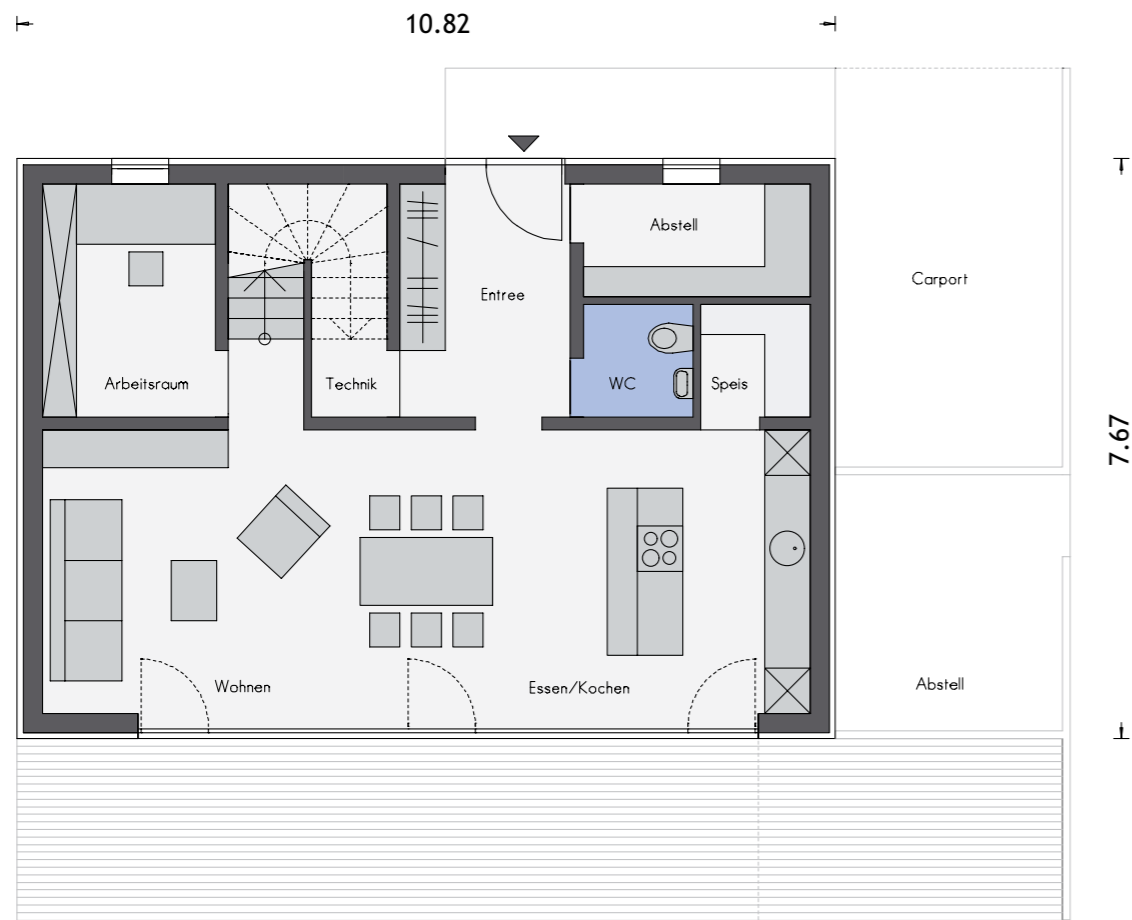 10.82
Abstell
Carport
Entree
Arbeitsraum
Technik
WC
Speis
7.67
Wohnen
Essen/Kochen
Abstell